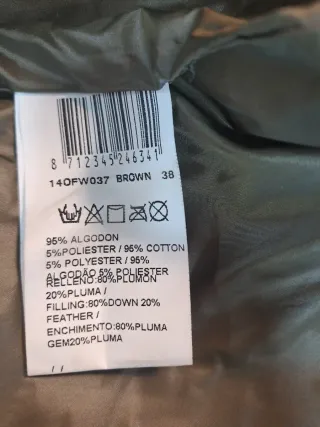 8 712345 246341
14OFW037 BROWN 38
95% ALGODON
5%POLIESTER / 95% COTTON
5% POLYESTER / 95%
ALGODÃO 5% POLIESTER
RELLENO:80%PLUMON
20%PLUMA /
FILLING:80%DOWN 20%
FEATHER /
ENCHIMENTO:80%PLUMA
GEM20%PLUMA
/ /